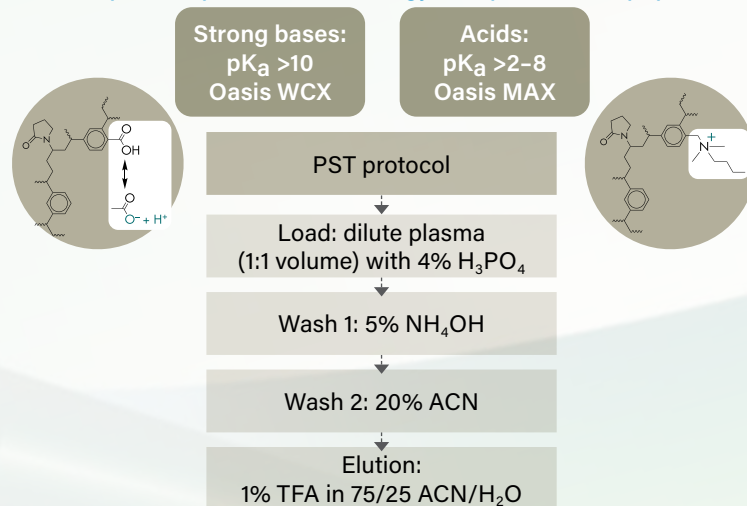 Strong bases:
pKa >10
Oasis WCX
Acids:
pKa >2–8
Oasis MAX
O
N
O
OH
O
O− + H+
O
N
+
N
PST protocol
Load: dilute plasma
(1:1 volume) with 4% H3PO4
Wash 1: 5% NH4OH
Wash 2: 20% ACN
Elution:
1% TFA in 75/25 ACN/H2O